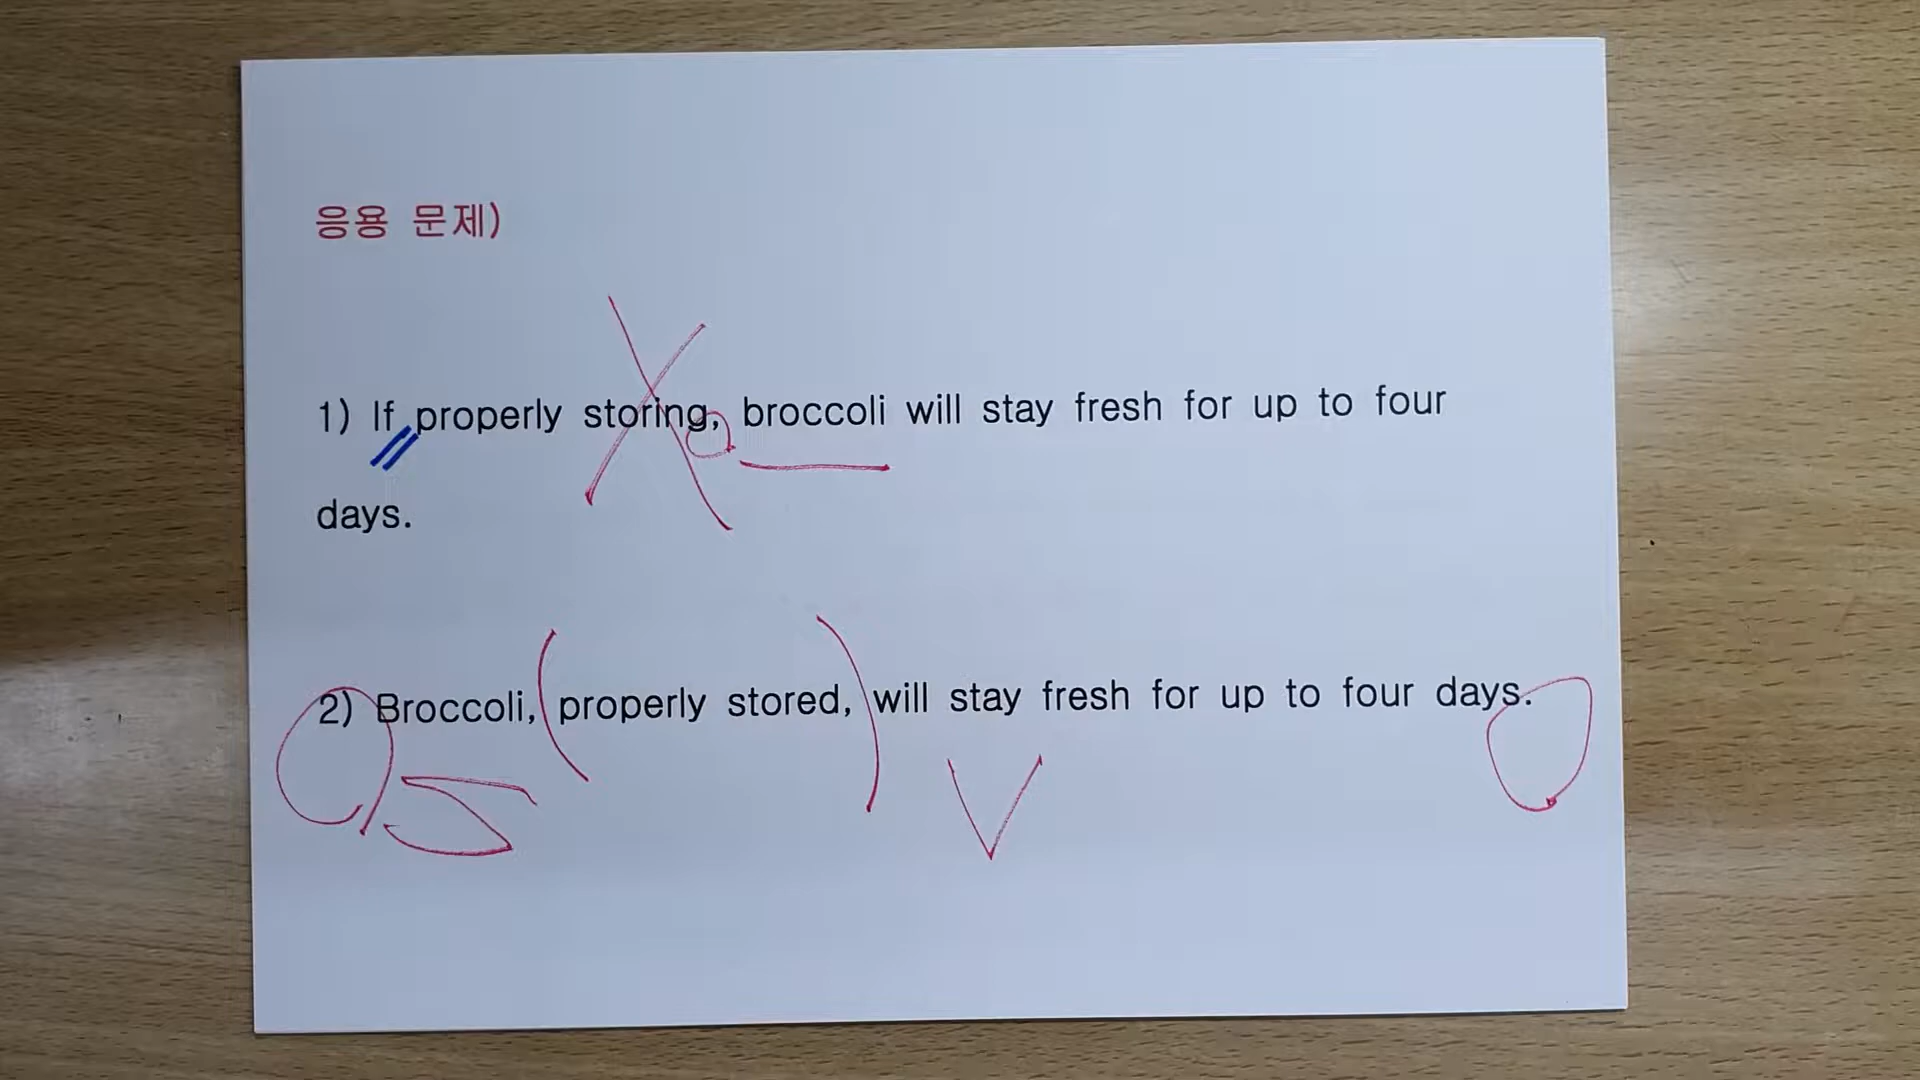 응용 문제)
1) If properly storing, broccoli will stay fresh for up to four
days.
2) Broccoli, properly stored, will stay fresh for up to four days.
S
V